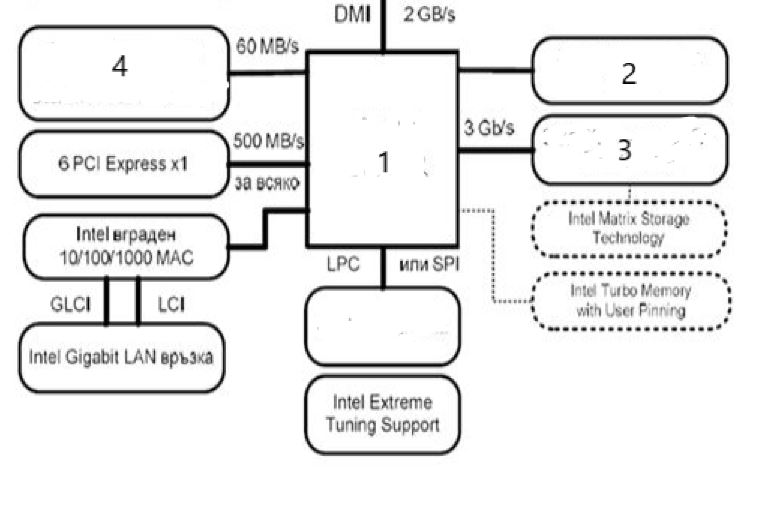 DMI 2 GB/s
4
60 MB/s
2
6 PCI Express x1
500 MB/s
за всяко
1
3 Gb/s
3
Intel Matrix Storage
Technology
Intel вграден
10/100/1000 MAC
LPC или SPI
Intel Turbo Memory
with User Pinning
GLCI LCI
Intel Gigabit LAN връзка
Intel Extreme
Tuning Support